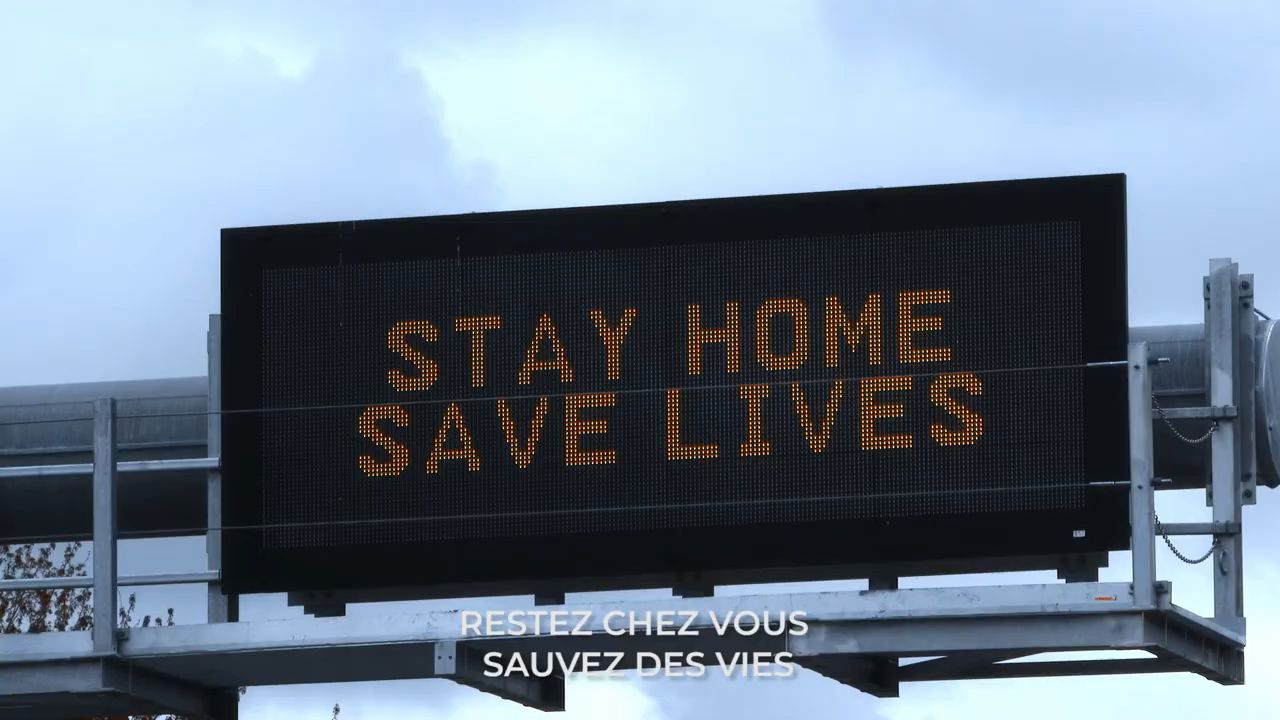 STAY HOME
SAVE LIVES
RESTEZ CHEZ VOUS
SAUVEZ DES VIES